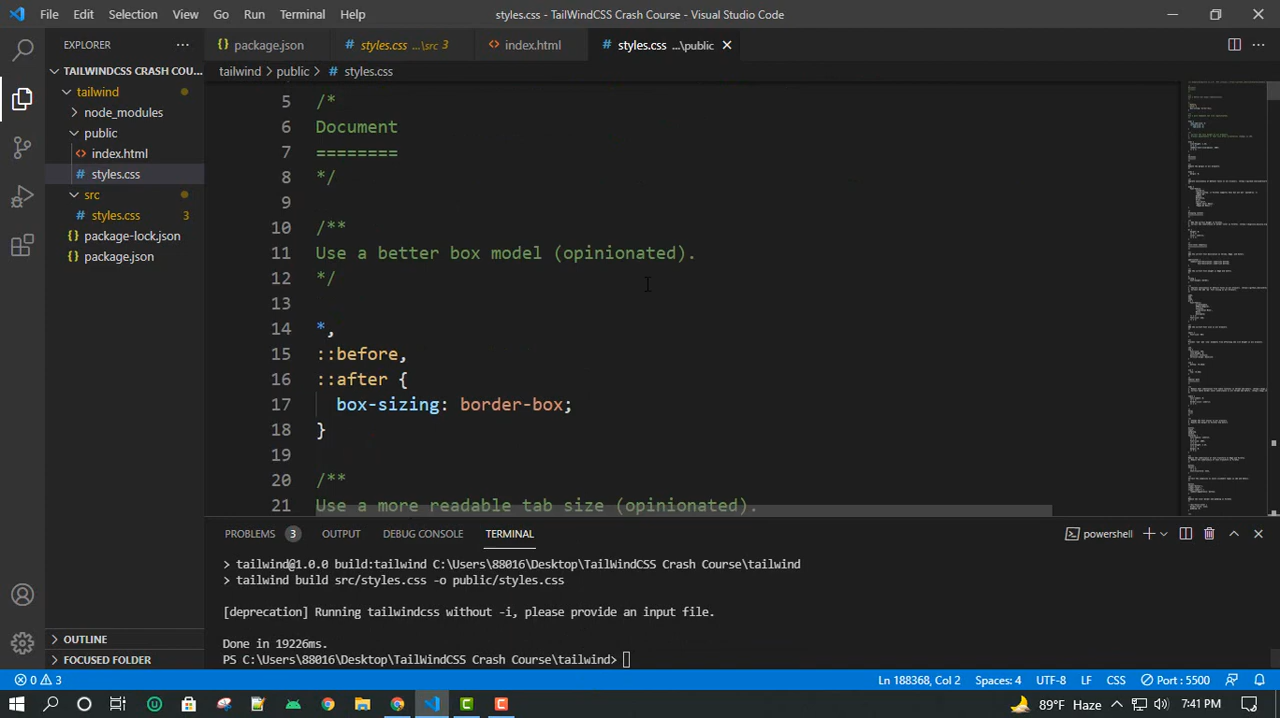 File Edit Selection View Go Run Terminal Help styles.css - TailWindCSS Crash Course - Visual Studio Code
EXPLORER
package.json
styles.css ...\src 3
index.html
styles.css ...\public
TAILWINDCSS CRASH COU...
tailwind
node_modules
public
index.html
styles.css
src
styles.css 3
package-lock.json
package.json
OUTLINE
FOCUSED FOLDER
tailwind > public > # styles.css
5 /*
6 Document
7 ========
8 */
9
10 /**
11 Use a better box model (opinionated).
12 */
13
14 *,
15 ::before,
16 ::after {
17 box-sizing: border-box;
18 }
19
20 /**
21 Use a more readable tab size (opinionated).
PROBLEMS 3 OUTPUT DEBUG CONSOLE TERMINAL powershell
> tailwind@1.0.0 build:tailwind C:\Users\88016\Desktop\TailWindCSS Crash Course\tailwind
> tailwind build src/styles.css -o public/styles.css
[deprecation] Running tailwindcss without -i, please provide an input file.
Done in 19226ms.
PS C:\Users\88016\Desktop\TailWindCSS Crash Course\tailwind>
0 3 Ln 188368, Col 2 Spaces: 4 UTF-8 LF CSS Port : 5500
89°F Haze 7:41 PM